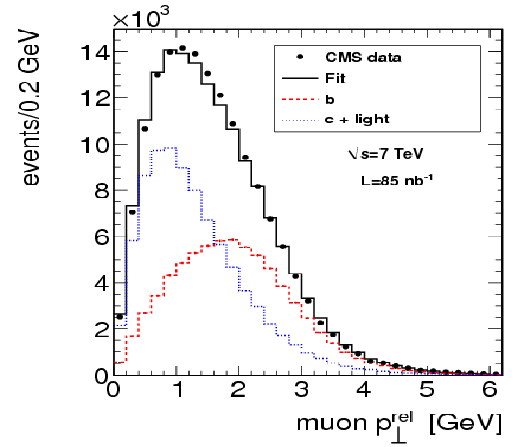 ×10³
events/0.2 GeV
14
12
10
8
6
4
2
0
CMS data
Fit
b
c + light
√s=7 TeV
L=85 nb⁻¹
0 1 2 3 4 5 6
muon p⊥^rel [GeV]